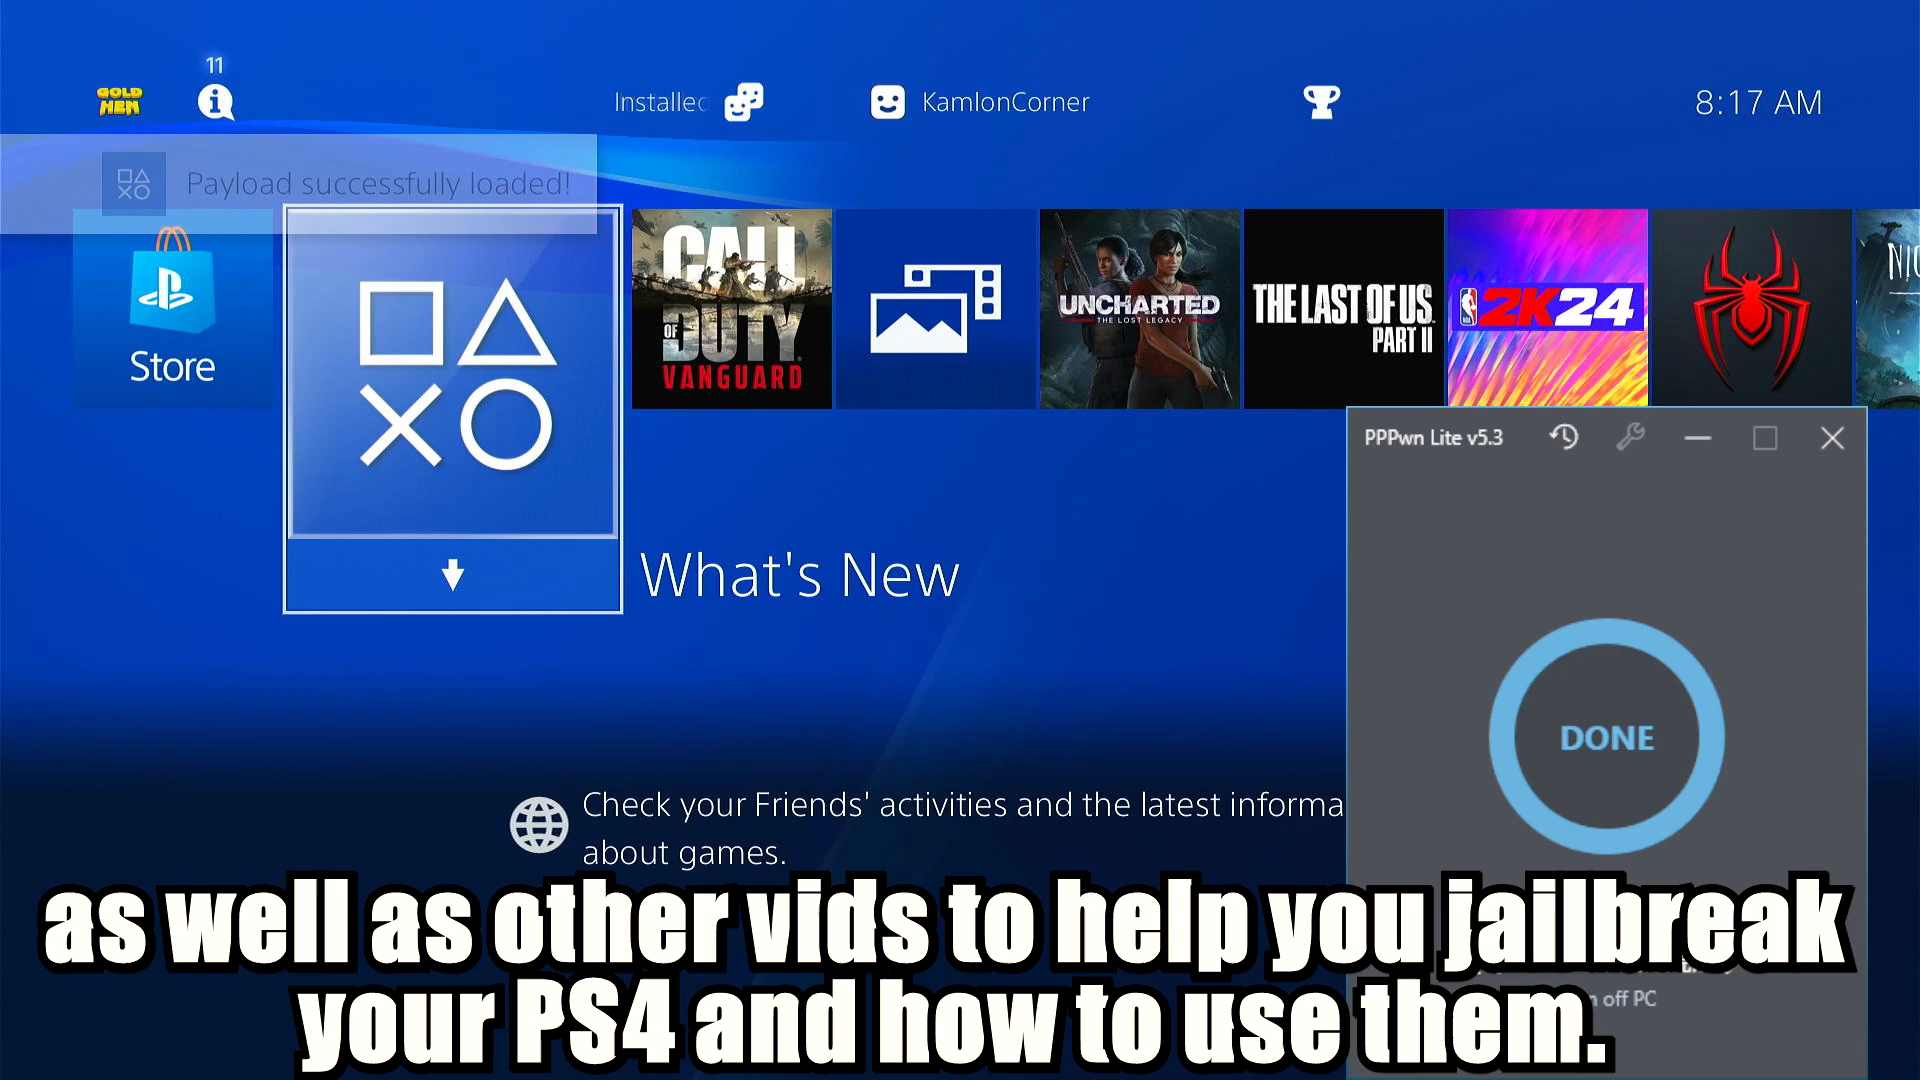 11
GOLD
HEN
Installed
KamlonCorner
8:17 AM
Payload successfully loaded!
Store
CALL
OF DUTY
VANGUARD
UNCHARTED
THE LOST LEGACY
THE LAST OF US
PART II
NBA 2K24
PPPwn Lite v5.3
What's New
DONE
Check your Friends' activities and the latest informa
about games.
n off PC
as well as other vids to help you jailbreak
your PS4 and how to use them.